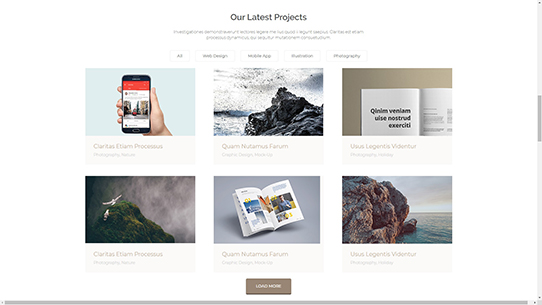 Our Latest Projects
Investigationes demonstraverunt lectores legere me lius quod ii legunt saepius. Claritas est etiam
processus dynamicus, qui sequitur mutationem consuetudium.
All
Web Design
Mobile App
Illustration
Photography
Qinim veniam
uise nostrud
exerciti
Claritas Etiam Processus
Photography, Nature
Quam Nutamus Farum
Graphic Design, Mock-Up
Usus Legentis Videntur
Photography, Holiday
Claritas Etiam Processus
Photography, Nature
Quam Nutamus Farum
Graphic Design, Mock-Up
Usus Legentis Videntur
Photography, Holiday
LOAD MORE